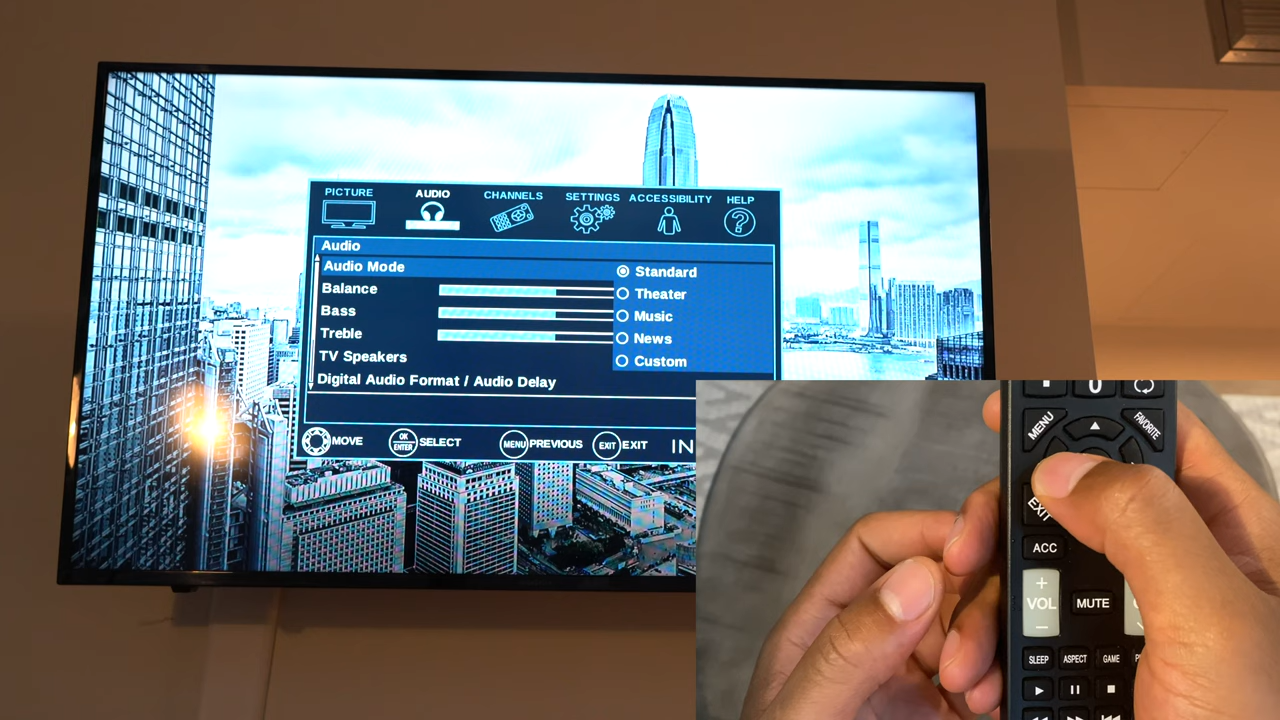 PICTURE AUDIO CHANNELS SETTINGS ACCESSIBILITY HELP
Audio
Audio Mode
Balance
Bass
Treble
TV Speakers
Digital Audio Format / Audio Delay
Standard
Theater
Music
News
Custom
MOVE OK ENTER SELECT MENU PREVIOUS EXIT EXIT IN
0
MENU FAVORITE
EXIT
ACC
+
VOL MUTE
–
SLEEP ASPECT GAME